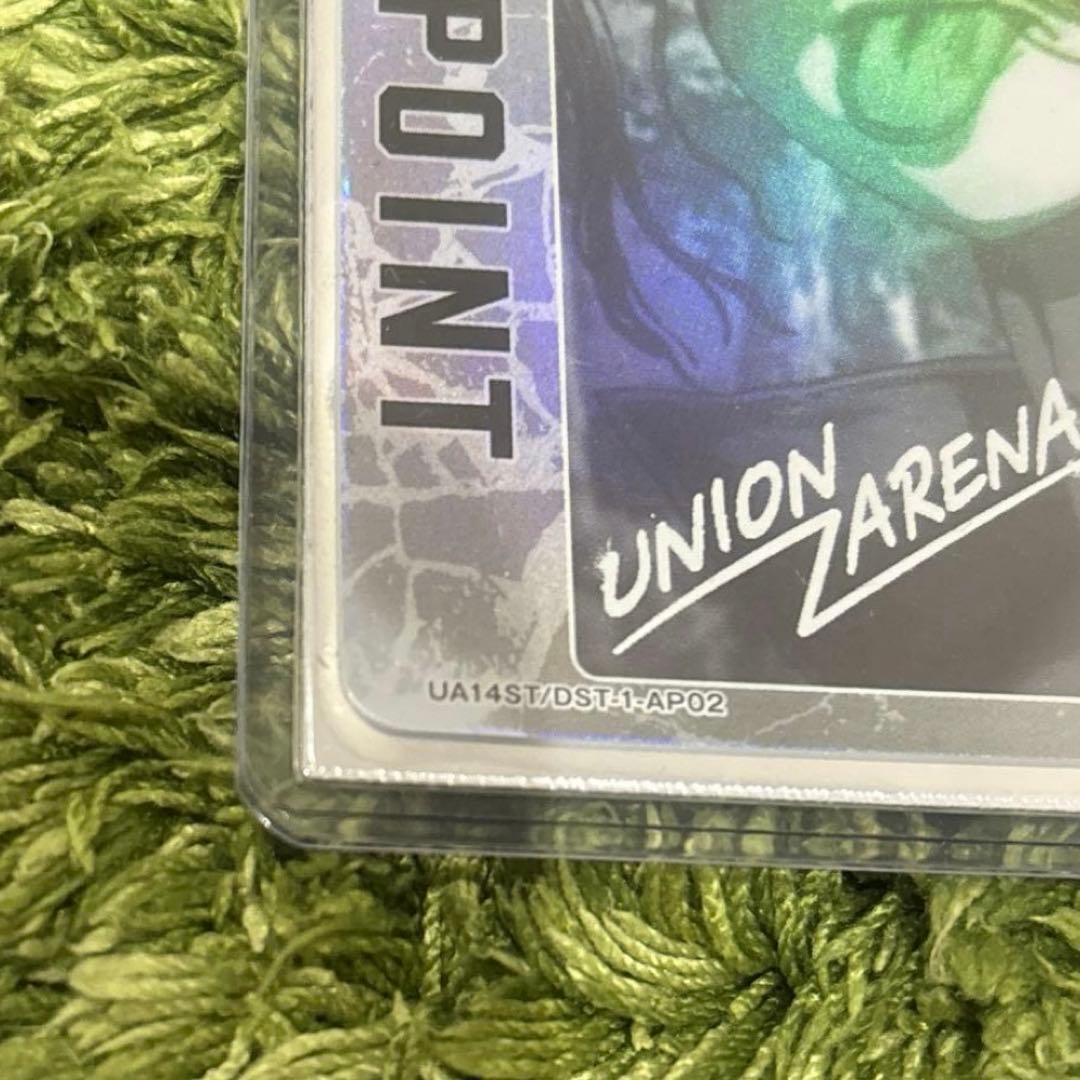 POINT
UNION
ARENA
UA14ST/DST-1-AP02